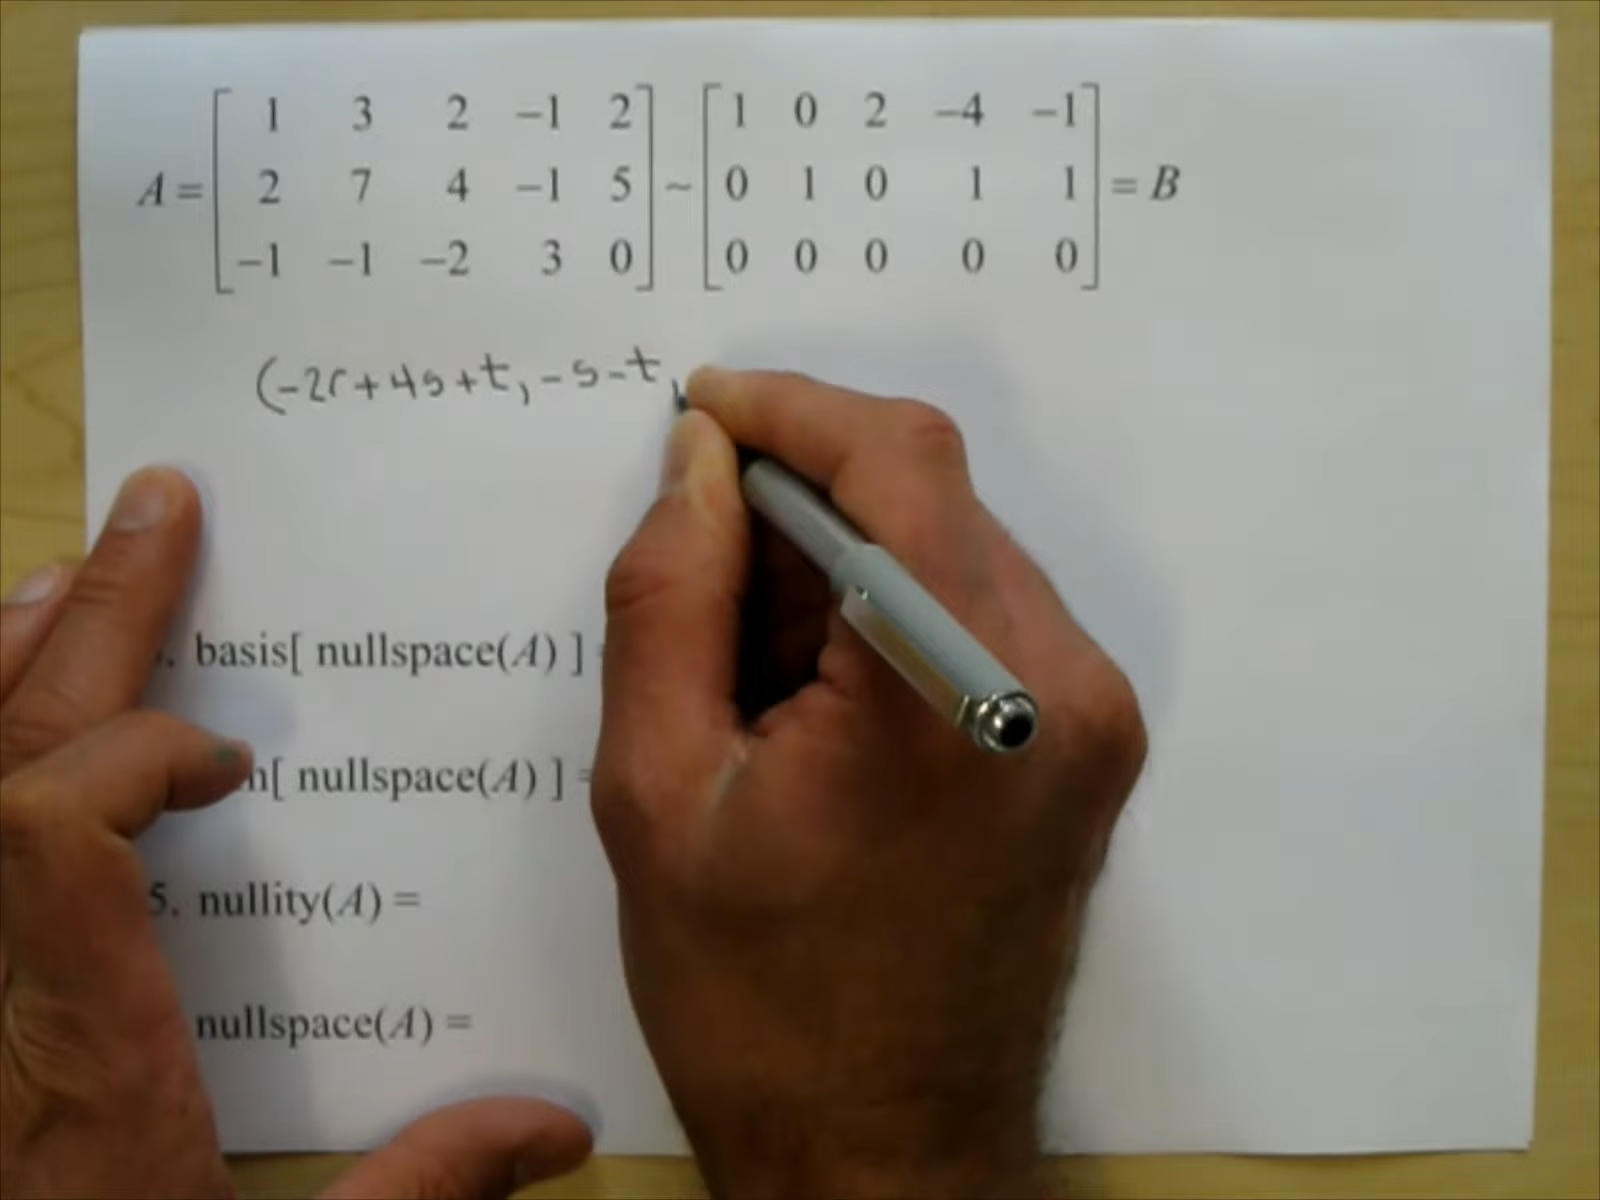 A = [ 1 3 2 −1 2 ] ~ [ 1 0 2 −4 −1 ] = B
2 7 4 −1 5 0 1 0 1 1
−1 −1 −2 3 0 0 0 0 0 0
(-2r+4s+t, -s-t,
. basis[ nullspace(A) ]
[ nullspace(A) ] =
5. nullity(A) =
nullspace(A) =